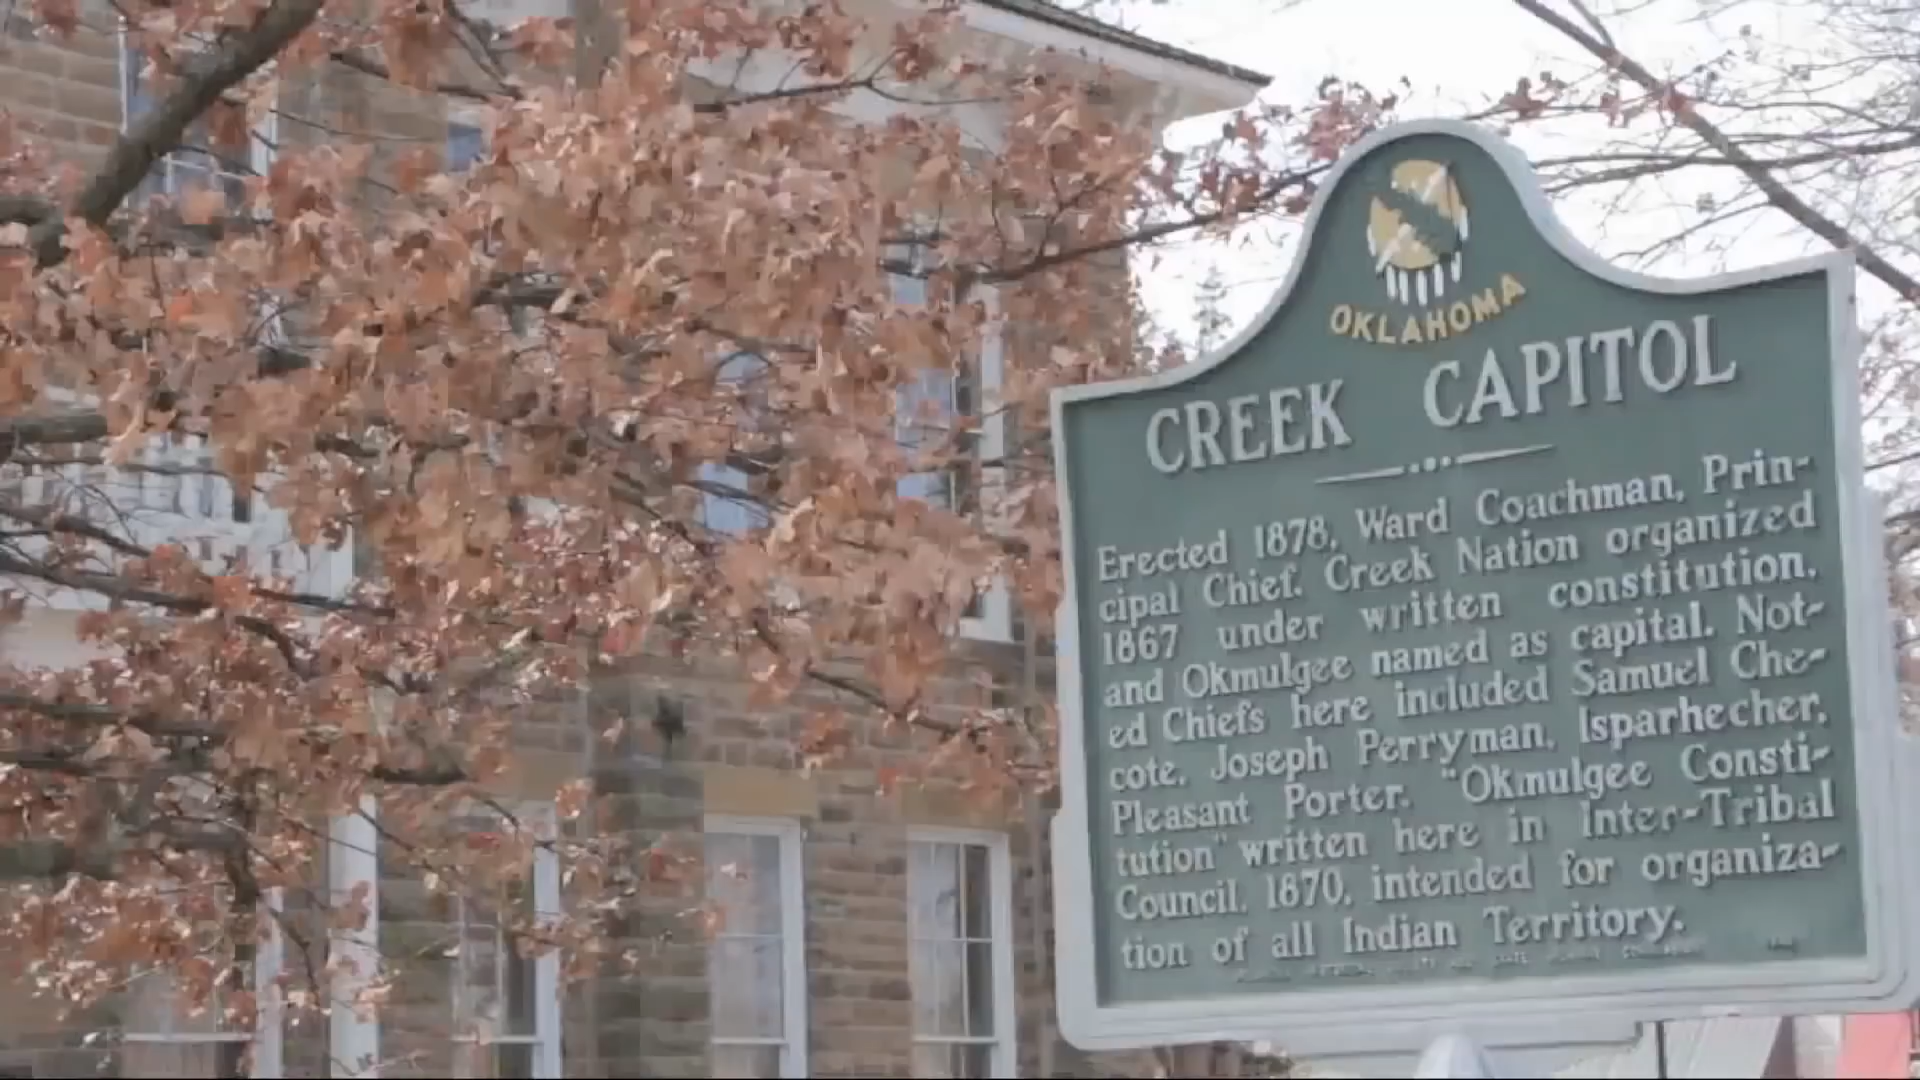 OKLAHOMA
CREEK CAPITOL
Erected 1878, Ward Coachman, Prin-
cipal Chief. Creek Nation organized
1867 under written constitution,
and Okmulgee named as capital. Not-
ed Chiefs here included Samuel Che-
cote, Joseph Perryman, Isparhecher,
Pleasant Porter. "Okmulgee Consti-
tution" written here in Inter-Tribal
Council, 1870, intended for organiza-
tion of all Indian Territory.